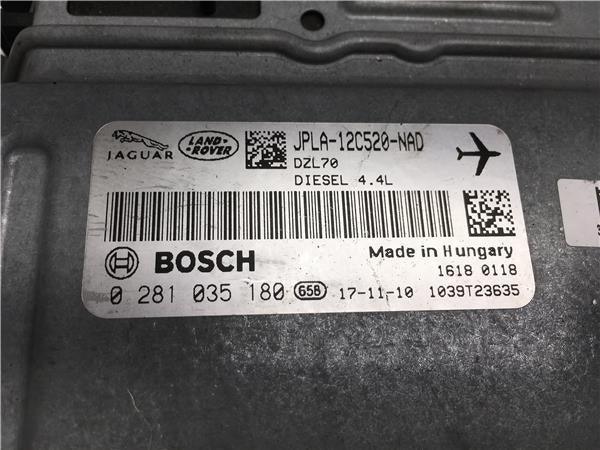 JAGUAR
LAND-ROVER
JPLA-12C520-NAD
DZL70
DIESEL 4.4L
BOSCH
Made in Hungary
1618 0118
0 281 035 180 65B 17-11-10 1039T23635